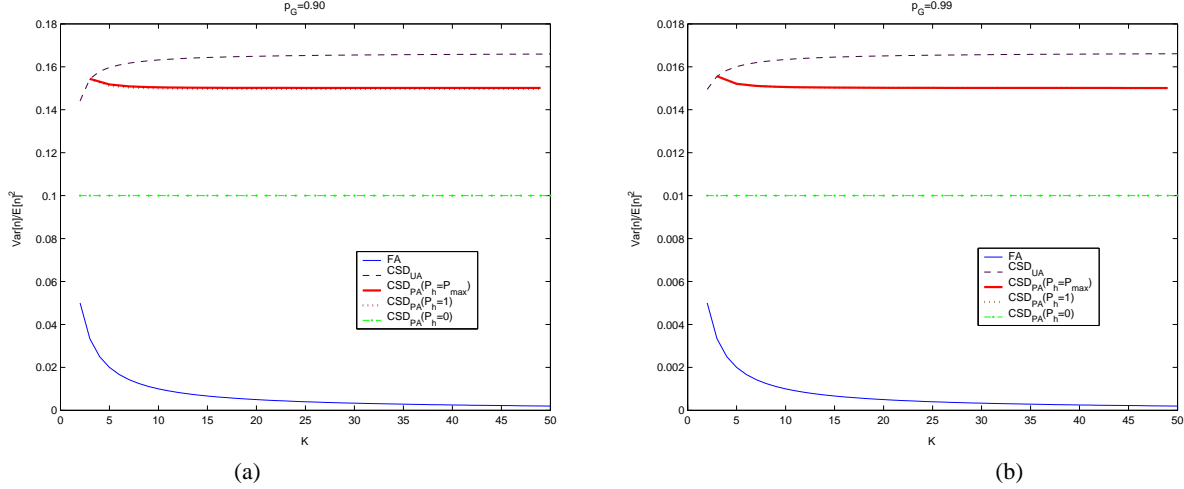 p_G=0.90
0.18
0.16
0.14
0.12
0.1
0.08
0.06
0.04
0.02
0
Var[n]/E[n]^2
FA
CSD_UA
CSD_PA(P_h=P_max)
CSD_PA(P_h=1)
CSD_PA(P_h=0)
0 5 10 15 20 25 30 35 40 45 50
K
(a)
p_G=0.99
0.018
0.016
0.014
0.012
0.01
0.008
0.006
0.004
0.002
0
Var[n]/E[n]^2
FA
CSD_UA
CSD_PA(P_h=P_max)
CSD_PA(P_h=1)
CSD_PA(P_h=0)
0 5 10 15 20 25 30 35 40 45 50
K
(b)